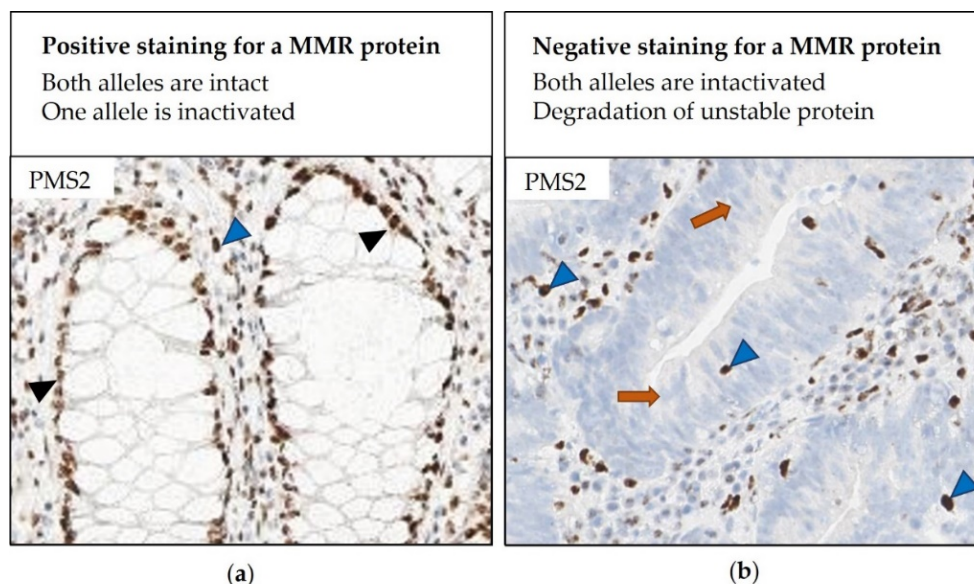 Positive staining for a MMR protein
Both alleles are intact
One allele is inactivated
PMS2
(a)
Negative staining for a MMR protein
Both alleles are intactivated
Degradation of unstable protein
PMS2
(b)